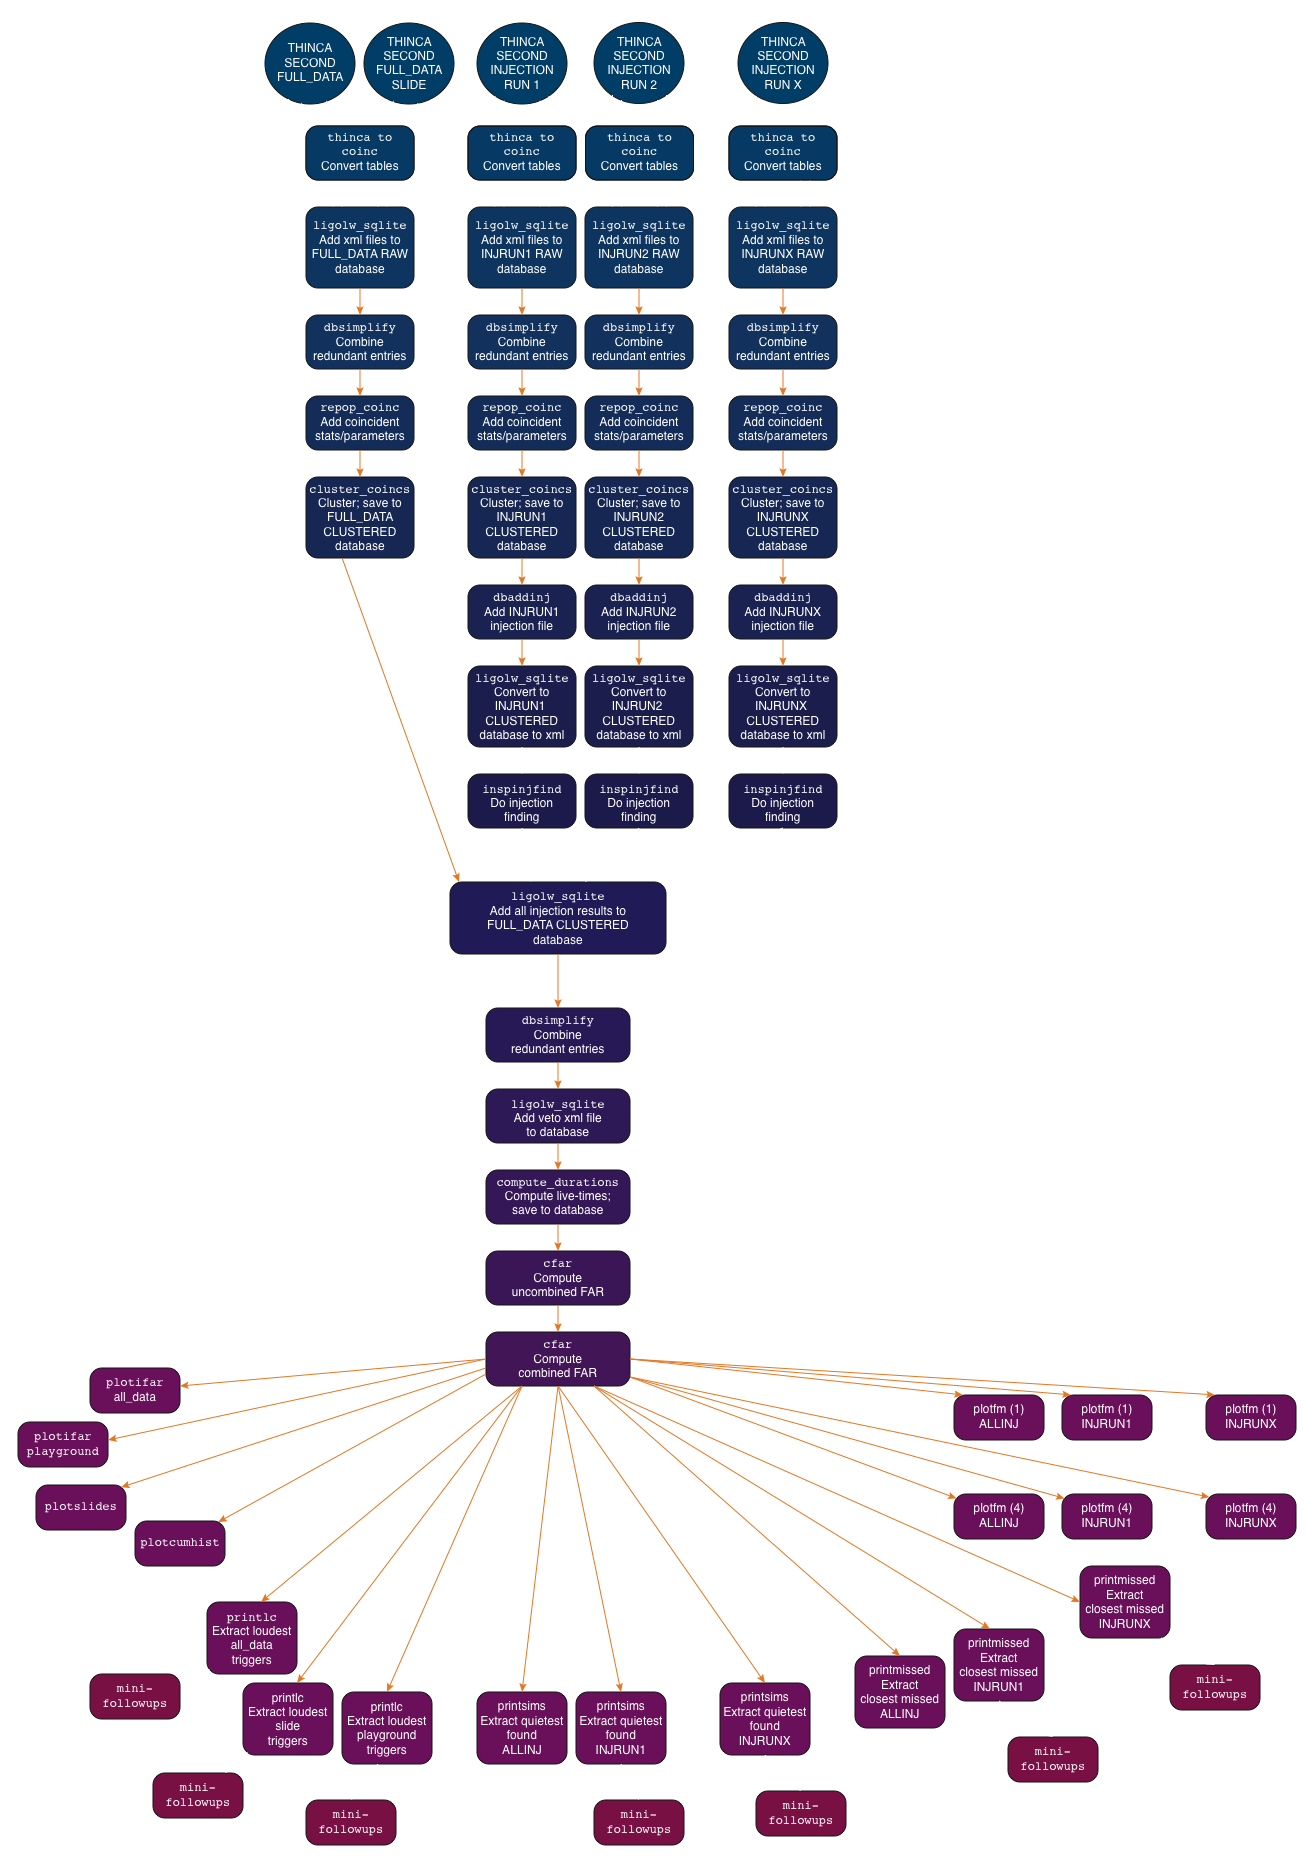 THINCA
SECOND
FULL_DATA
THINCA
SECOND
FULL_DATA
SLIDE
THINCA
SECOND
INJECTION
RUN 1
THINCA
SECOND
INJECTION
RUN 2
THINCA
SECOND
INJECTION
RUN X
thinca to
coinc
Convert tables
thinca to
coinc
Convert tables
thinca to
coinc
Convert tables
thinca to
coinc
Convert tables
ligolw_sqlite
Add xml files to
FULL_DATA RAW
database
ligolw_sqlite
Add xml files to
INJRUN1 RAW
database
ligolw_sqlite
Add xml files to
INJRUN2 RAW
database
ligolw_sqlite
Add xml files to
INJRUNX RAW
database
dbsimplify
Combine
redundant entries
dbsimplify
Combine
redundant entries
dbsimplify
Combine
redundant entries
dbsimplify
Combine
redundant entries
repop_coinc
Add coincident
stats/parameters
repop_coinc
Add coincident
stats/parameters
repop_coinc
Add coincident
stats/parameters
repop_coinc
Add coincident
stats/parameters
cluster_coincs
Cluster; save to
FULL_DATA
CLUSTERED
database
cluster_coincs
Cluster; save to
INJRUN1
CLUSTERED
database
cluster_coincs
Cluster; save to
INJRUN2
CLUSTERED
database
cluster_coincs
Cluster; save to
INJRUNX
CLUSTERED
database
dbaddinj
Add INJRUN1
injection file
dbaddinj
Add INJRUN2
injection file
dbaddinj
Add INJRUNX
injection file
ligolw_sqlite
Convert to
INJRUN1
CLUSTERED
database to xml
ligolw_sqlite
Convert to
INJRUN2
CLUSTERED
database to xml
ligolw_sqlite
Convert to
INJRUNX
CLUSTERED
database to xml
inspinjfind
Do injection
finding
inspinjfind
Do injection
finding
inspinjfind
Do injection
finding
ligolw_sqlite
Add all injection results to
FULL_DATA CLUSTERED
database
dbsimplify
Combine
redundant entries
ligolw_sqlite
Add veto xml file
to database
compute_durations
Compute live-times;
save to database
cfar
Compute
uncombined FAR
cfar
Compute
combined FAR
plotifar
all_data
plotifar
playground
plotslides
plotcumhist
plotfm (1)
ALLINJ
plotfm (1)
INJRUN1
plotfm (1)
INJRUNX
plotfm (4)
ALLINJ
plotfm (4)
INJRUN1
plotfm (4)
INJRUNX
printlc
Extract loudest
all_data
triggers
printlc
Extract loudest
slide
triggers
printlc
Extract loudest
playground
triggers
printsims
Extract quietest
found
ALLINJ
printsims
Extract quietest
found
INJRUN1
printsims
Extract quietest
found
INJRUNX
printmissed
Extract
closest missed
ALLINJ
printmissed
Extract
closest missed
INJRUN1
printmissed
Extract
closest missed
INJRUNX
mini-
followups
mini-
followups
mini-
followups
mini-
followups
mini-
followups
mini-
followups
mini-
followups